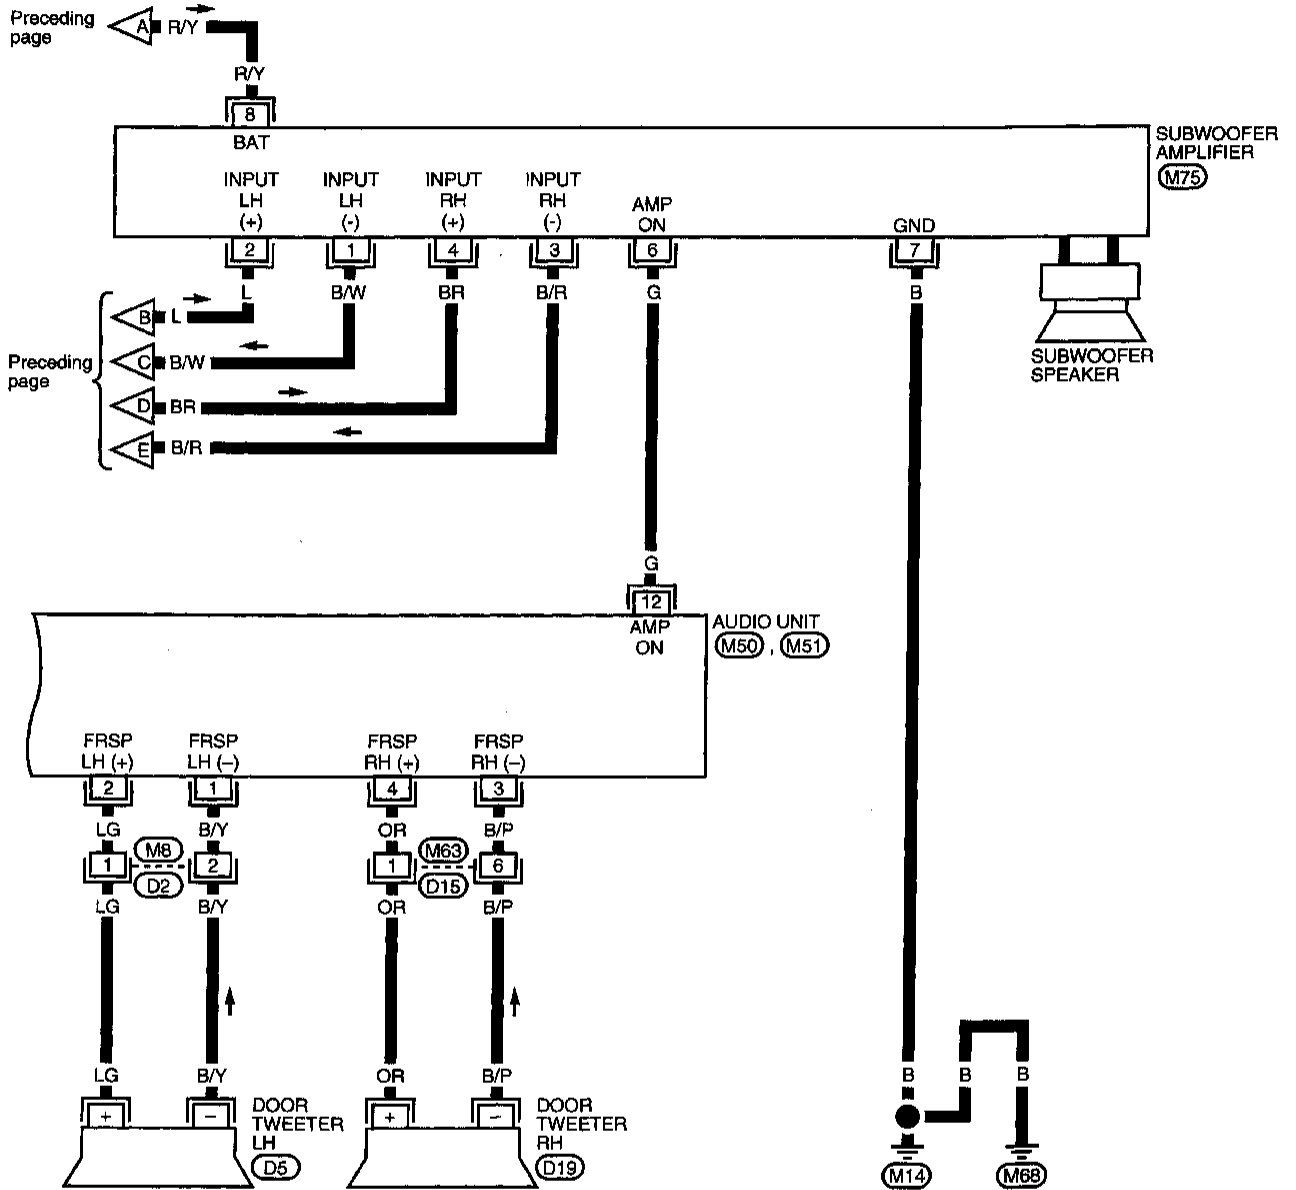 Preceding
page
A R/Y
R/Y
8
BAT
SUBWOOFER
AMPLIFIER
M75
INPUT INPUT INPUT INPUT
LH LH RH RH
(+) (-) (+) (-)
AMP
ON
GND
2 1 4 3 6 7
L B/W BR B/R G B
Preceding
page
B L
C B/W
D BR
E B/R
SUBWOOFER
SPEAKER
G
12
AMP
ON
AUDIO UNIT
M50 , M51
FRSP FRSP FRSP FRSP
LH (+) LH (–) RH (+) RH (–)
2 1 4 3
LG B/Y OR B/P
M8 M63
1 2 1 6
D2 D15
LG B/Y OR B/P
LG B/Y OR B/P
B B B
+ – + –
DOOR
TWEETER
LH
D5
DOOR
TWEETER
RH
D19
M14 M68